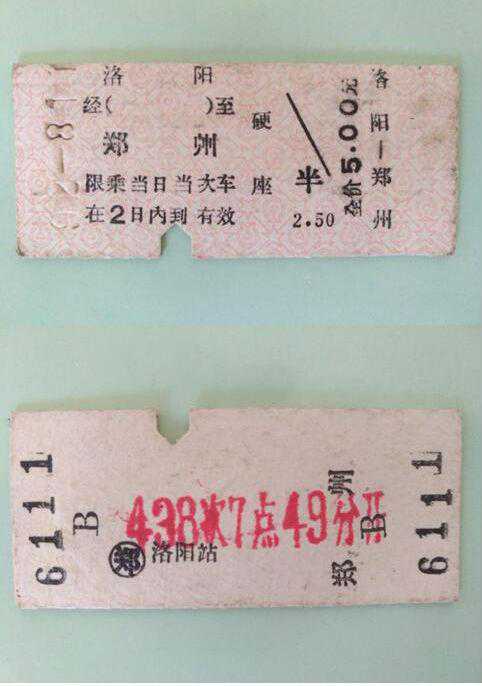 洛 阳
经( )至
郑 州
限乘当日当次车
在2日内到有效
硬座
半
2.50
全价5.00元
洛阳—郑州
6111
B
438次7点49分开
郑 洛阳站
郑州
B
6111